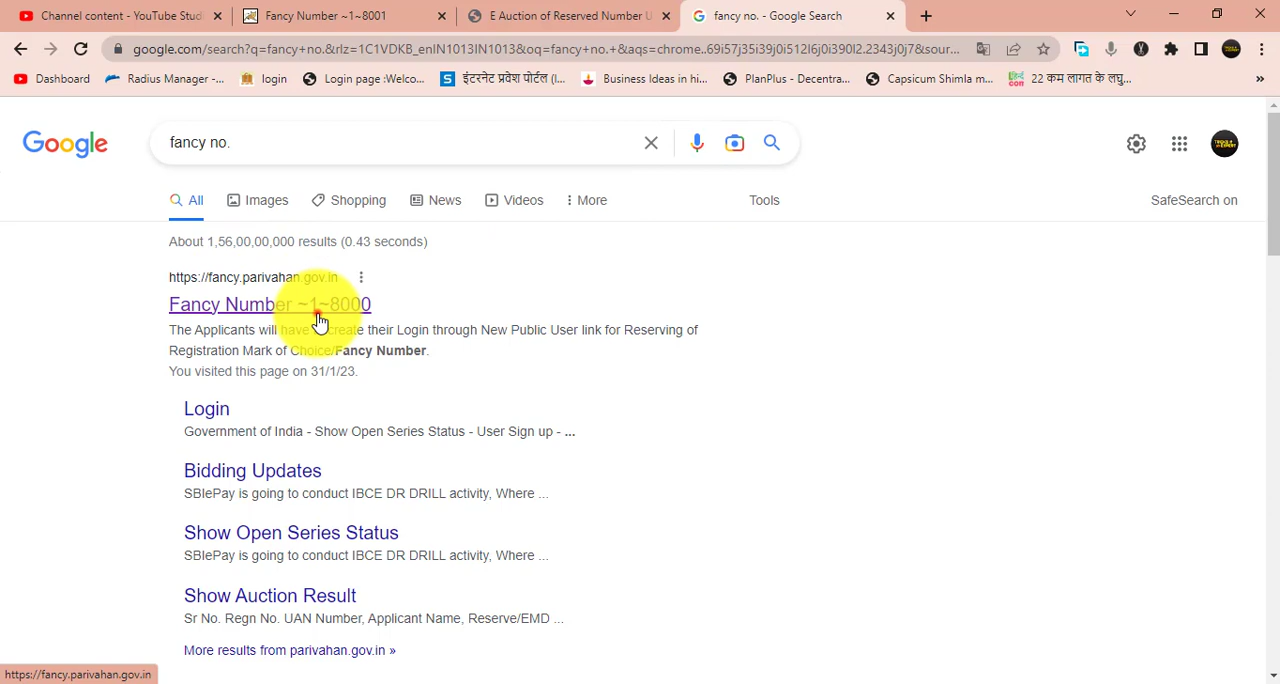 Channel content - YouTube Studi
Fancy Number ~1~8001
E Auction of Reserved Number U
fancy no. - Google Search
google.com/search?q=fancy+no.&rlz=1C1VDKB_enIN1013IN1013&oq=fancy+no.+&aqs=chrome..69i57j35i39j0i512l6j0i390l2.2343j0j7&sour...
Dashboard
Radius Manager -...
login
Login page :Welco...
इंटरनेट प्रवेश पोर्टल (I...
Business Ideas in hi...
PlanPlus - Decentra...
Capsicum Shimla m...
22 कम लागत के लघु...
»
Google
fancy no.
All
Images
Shopping
News
Videos
More
Tools
SafeSearch on
About 1,56,00,00,000 results (0.43 seconds)
https://fancy.parivahan.gov.in
Fancy Number ~1~8000
The Applicants will have to create their Login through New Public User link for Reserving of
Registration Mark of Choice/Fancy Number.
You visited this page on 31/1/23.
Login
Government of India - Show Open Series Status - User Sign up - ...
Bidding Updates
SBIePay is going to conduct IBCE DR DRILL activity, Where ...
Show Open Series Status
SBIePay is going to conduct IBCE DR DRILL activity, Where ...
Show Auction Result
Sr No. Regn No. UAN Number, Applicant Name, Reserve/EMD ...
More results from parivahan.gov.in »
https://fancy.parivahan.gov.in